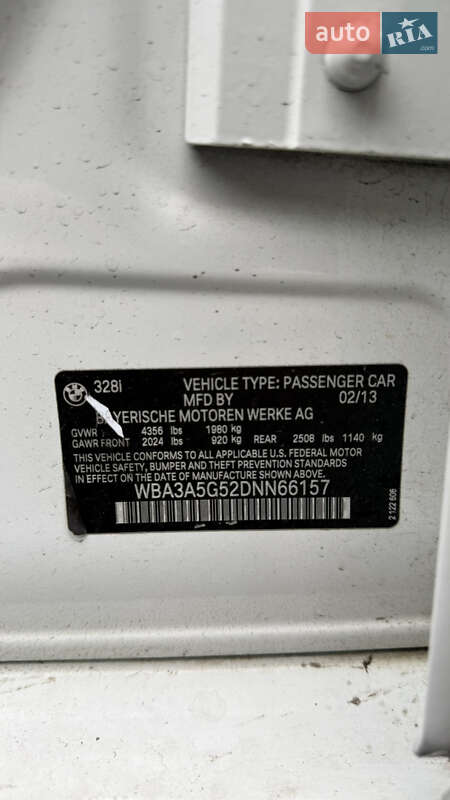 auto RIA .com
BMW
328i VEHICLE TYPE: PASSENGER CAR
MFD BY 02/13
BAYERISCHE MOTOREN WERKE AG
GVWR 4356 lbs 1980 kg
GAWR FRONT 2024 lbs 920 kg REAR 2508 lbs 1140 kg
THIS VEHICLE CONFORMS TO ALL APPLICABLE U.S. FEDERAL MOTOR
VEHICLE SAFETY, BUMPER AND THEFT PREVENTION STANDARDS
IN EFFECT ON THE DATE OF MANUFACTURE SHOWN ABOVE.
WBA3A5G52DNN66157
2 122 606